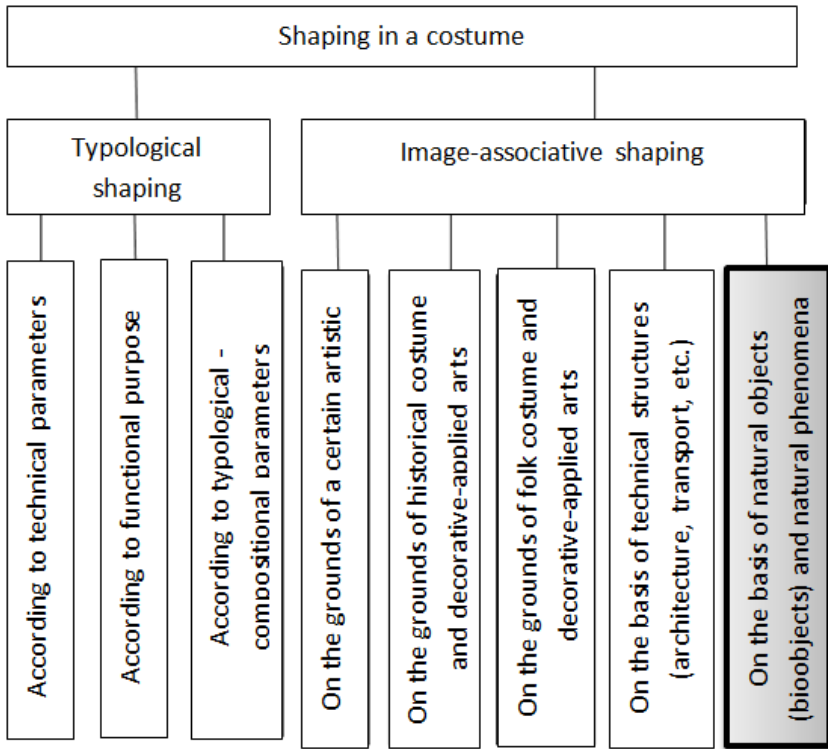 Shaping in a costume
Typological
shaping
Image-associative shaping
According to technical parameters
According to functional purpose
According to typological -
compositional parameters
On the grounds of a certain artistic
On the grounds of historical costume
and decorative-applied arts
On the grounds of folk costume and
decorative-applied arts
On the basis of technical structures
(architecture, transport, etc.)
On the basis of natural objects
(bioobjects) and natural phenomena